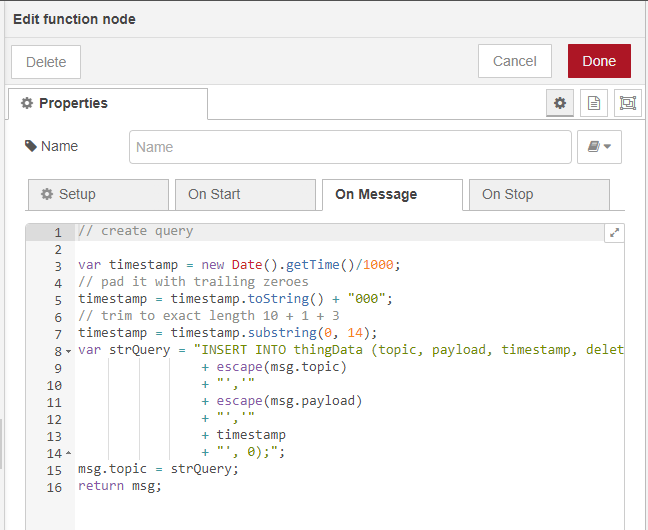 Edit function node
Delete
Cancel
Done
Properties
Name
Name
Setup
On Start
On Message
On Stop
1 // create query
2
3 var timestamp = new Date().getTime()/1000;
4 // pad it with trailing zeroes
5 timestamp = timestamp.toString() + "000";
6 // trim to exact length 10 + 1 + 3
7 timestamp = timestamp.substring(0, 14);
8 var strQuery = "INSERT INTO thingData (topic, payload, timestamp, delet
9 + escape(msg.topic)
10 + "','"
11 + escape(msg.payload)
12 + "','"
13 + timestamp
14 + "', 0);";
15 msg.topic = strQuery;
16 return msg;